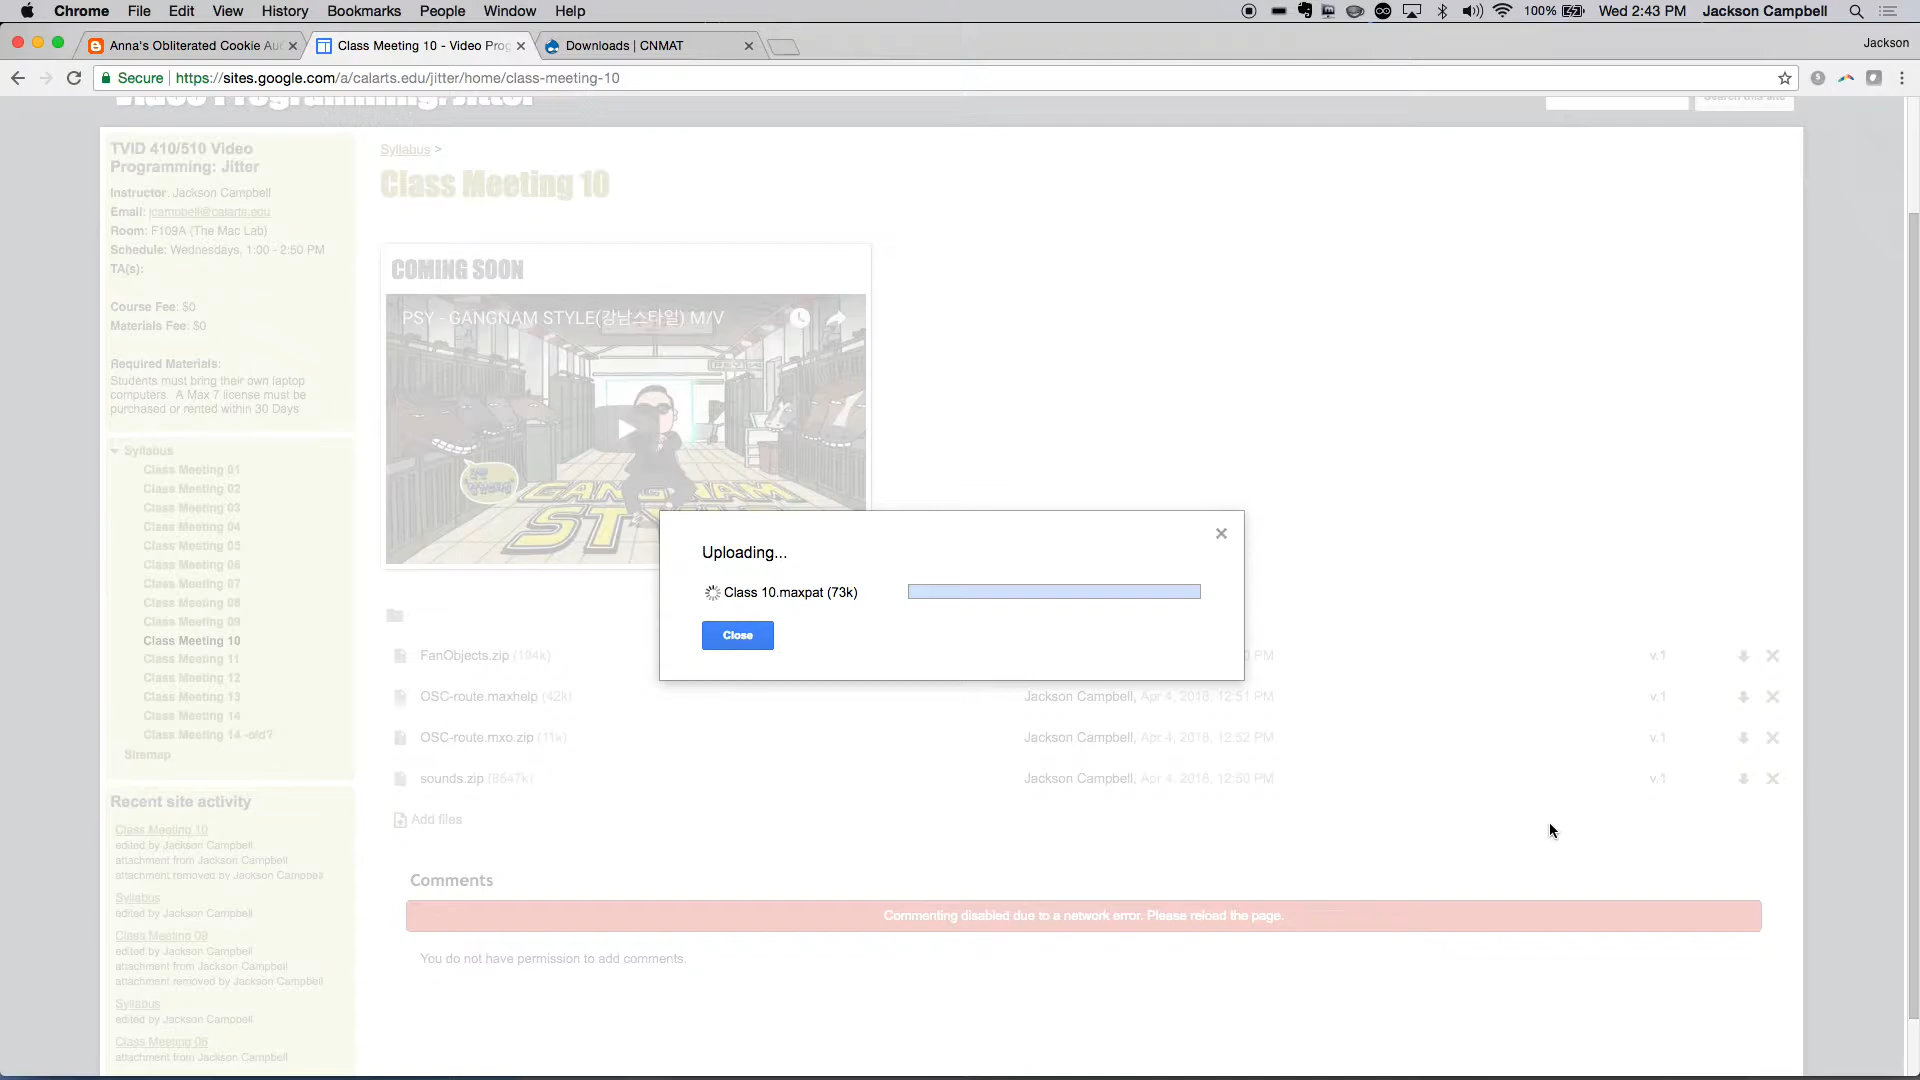 Chrome File Edit View History Bookmarks People Window Help 100% Wed 2:43 PM Jackson Campbell
Anna's Obliterated Cookie Au Class Meeting 10 - Video Prog Downloads | CNMAT Jackson
Secure https://sites.google.com/a/calarts.edu/jitter/home/class-meeting-10
Video Programming: Jitter
Search this site
TVID 410/510 Video
Programming: Jitter
Instructor: Jackson Campbell
Email: jcampbell@calarts.edu
Room: F109A (The Mac Lab)
Schedule: Wednesdays, 1:00 - 2:50 PM
TA(s):
Course Fee: $0
Materials Fee: $0
Required Materials:
Students must bring their own laptop
computers. A Max 7 license must be
purchased or rented within 30 Days
Syllabus
Class Meeting 01
Class Meeting 02
Class Meeting 03
Class Meeting 04
Class Meeting 05
Class Meeting 06
Class Meeting 07
Class Meeting 08
Class Meeting 09
Class Meeting 10
Class Meeting 11
Class Meeting 12
Class Meeting 13
Class Meeting 14
Class Meeting 14 -old?
Sitemap
Recent site activity
Class Meeting 10
edited by Jackson Campbell
attachment from Jackson Campbell
attachment removed by Jackson Campbell
Syllabus
edited by Jackson Campbell
Class Meeting 09
edited by Jackson Campbell
attachment from Jackson Campbell
attachment removed by Jackson Campbell
Syllabus
edited by Jackson Campbell
Class Meeting 06
attachment from Jackson Campbell
Syllabus >
Class Meeting 10
COMING SOON
PSY - GANGNAM STYLE(강남스타일) M/V
GANGNAM
STYLE
Uploading...
Class 10.maxpat (73k)
Close
FanObjects.zip (194k) PM v.1
OSC-route.maxhelp (42k) Jackson Campbell, Apr 4, 2018, 12:51 PM v.1
OSC-route.mxo.zip (11k) Jackson Campbell, Apr 4, 2018, 12:52 PM v.1
sounds.zip (8647k) Jackson Campbell, Apr 4, 2018, 12:50 PM v.1
Add files
Comments
Commenting disabled due to a network error. Please reload the page.
You do not have permission to add comments.